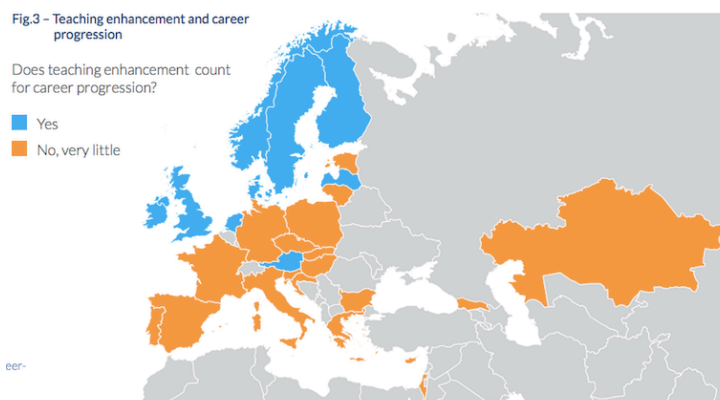 Fig.3 – Teaching enhancement and career
progression
Does teaching enhancement count
for career progression?
Yes
No, very little
eer-